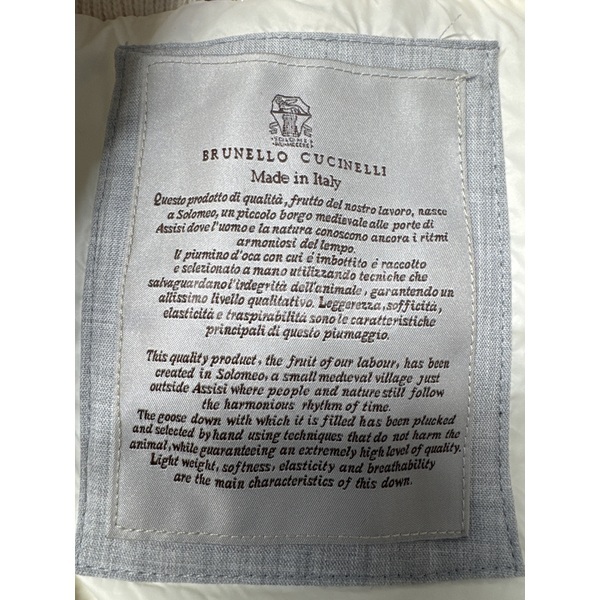 SOLOMEO
BRUNELLO CUCINELLI
Made in Italy
Questo prodotto di qualità, frutto del nostro lavoro, nasce
a Solomeo, un piccolo borgo medievale alle porte di
Assisi dove l'uomo e la natura conoscono ancora i ritmi
armoniosi del tempo.
Il piumino d'oca con cui é imbottito é raccolto
e selezionato a mano utilizzando tecniche che
salvaguardano l'indegrità dell'animale, garantendo un
altissimo livello qualitativo. Leggerezza, sofficità,
elasticità e traspirabilità sono le caratteristiche
principali di questo piumaggio.
This quality product, the fruit of our labour, has been
created in Solomeo, a small medieval village just
outside Assisi where people and nature still follow
the harmonious rhythm of time.
The goose down with which it is filled has been plucked
and selected by hand using techniques that do not harm the
animal, while guaranteeing an extremely high level of quality.
Light weight, softness, elasticity and breathability
are the main characteristics of this down.